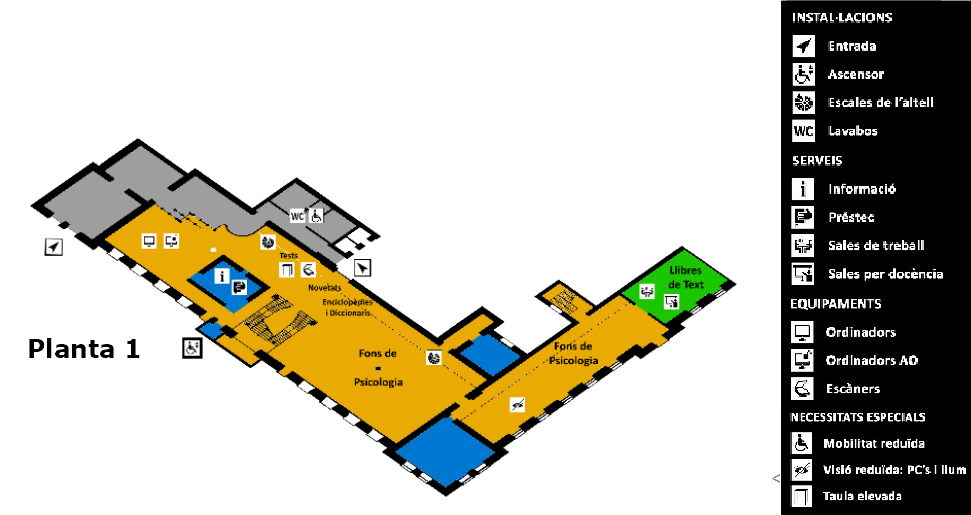 WC
Tests
i
Novetats
Enciclopèdies
i Diccionaris
Llibres
de Text
Fons de
Psicologia
Fons de
Psicologia
Planta 1
INSTAL·LACIONS
Entrada
Ascensor
Escales de l'altell
WC Lavabos
SERVEIS
i Informació
Préstec
Sales de treball
Sales per docència
EQUIPAMENTS
Ordinadors
Ordinadors AO
Escàners
NECESSITATS ESPECIALS
Mobilitat reduïda
Visió reduïda: PC's i llum
Taula elevada
<